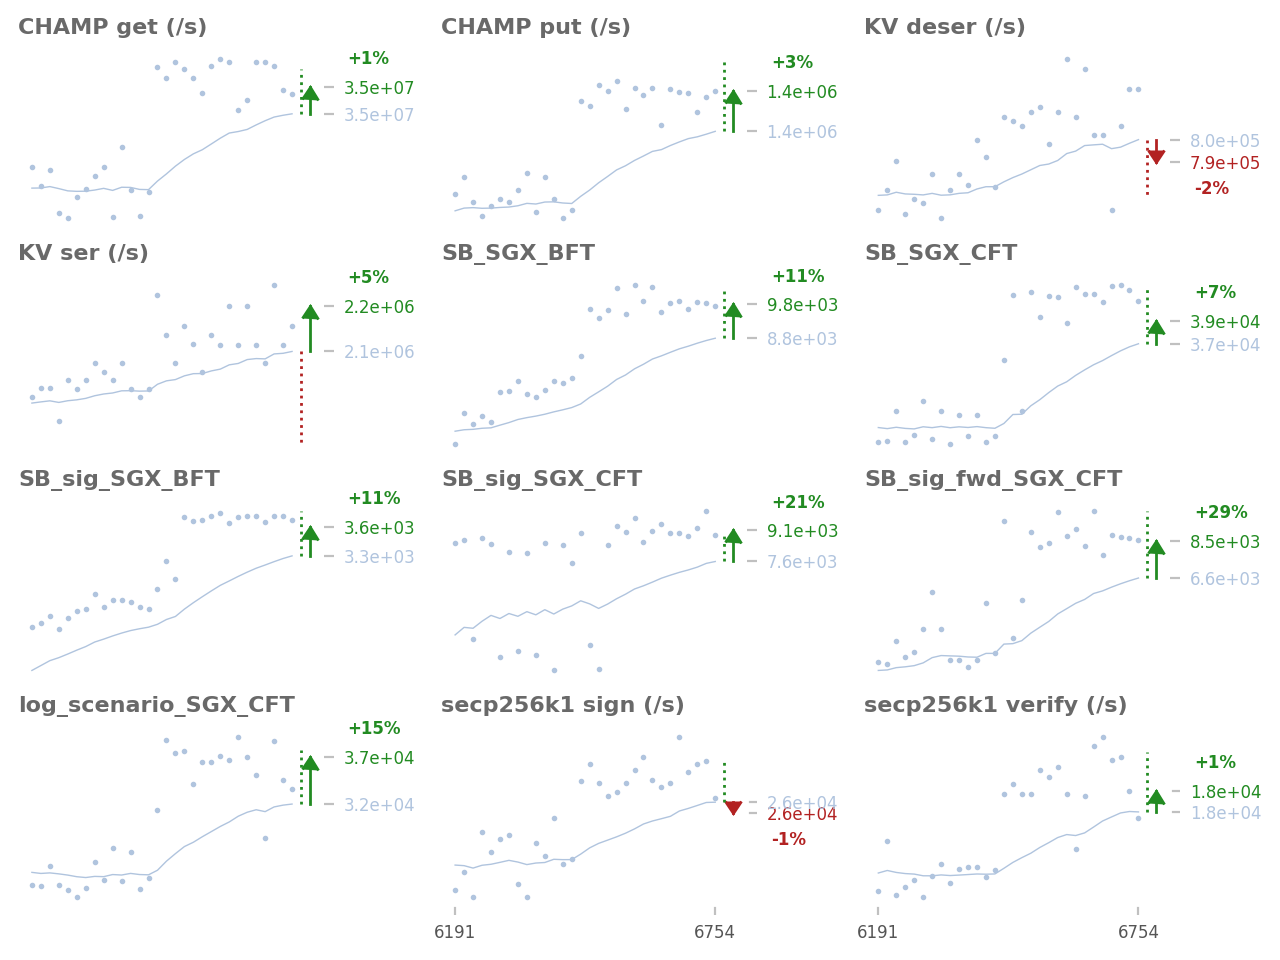 CHAMP get (/s)
+1%
3.5e+07
3.5e+07
CHAMP put (/s)
+3%
1.4e+06
1.4e+06
KV deser (/s)
8.0e+05
7.9e+05
-2%
KV ser (/s)
+5%
2.2e+06
2.1e+06
SB_SGX_BFT
+11%
9.8e+03
8.8e+03
SB_SGX_CFT
+7%
3.9e+04
3.7e+04
SB_sig_SGX_BFT
+11%
3.6e+03
3.3e+03
SB_sig_SGX_CFT
+21%
9.1e+03
7.6e+03
SB_sig_fwd_SGX_CFT
+29%
8.5e+03
6.6e+03
log_scenario_SGX_CFT
+15%
3.7e+04
3.2e+04
secp256k1 sign (/s)
2.6e+04
2.6e+04
-1%
6191
6754
secp256k1 verify (/s)
+1%
1.8e+04
1.8e+04
6191
6754